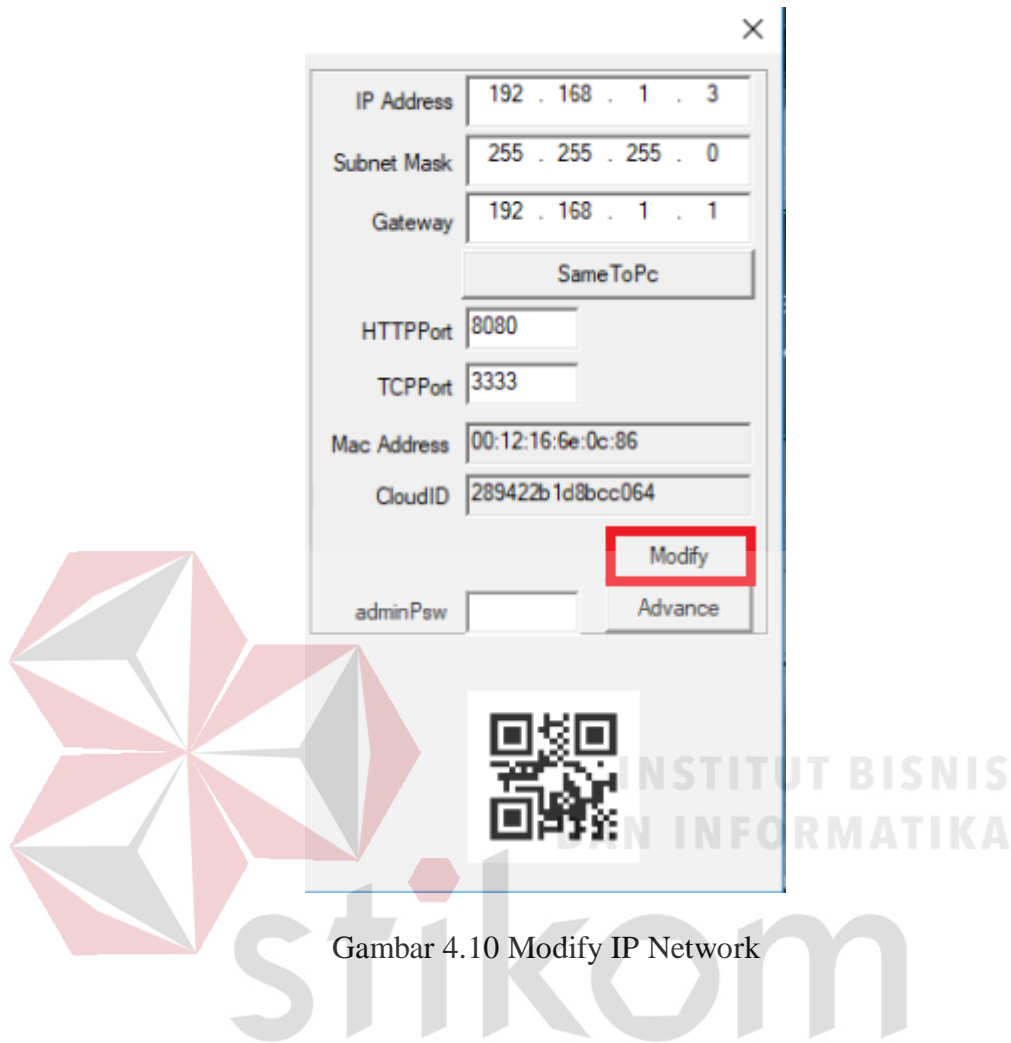 IP Address 192 . 168 . 1 . 3
Subnet Mask 255 . 255 . 255 . 0
Gateway 192 . 168 . 1 . 1
SameToPc
HTTPPort 8080
TCPPort 3333
Mac Address 00:12:16:6e:0c:86
CloudID 289422b1d8bcc064
Modify
adminPsw Advance
INSTITUT BISNIS
DAN INFORMATIKA
stikom
Gambar 4.10 Modify IP Network